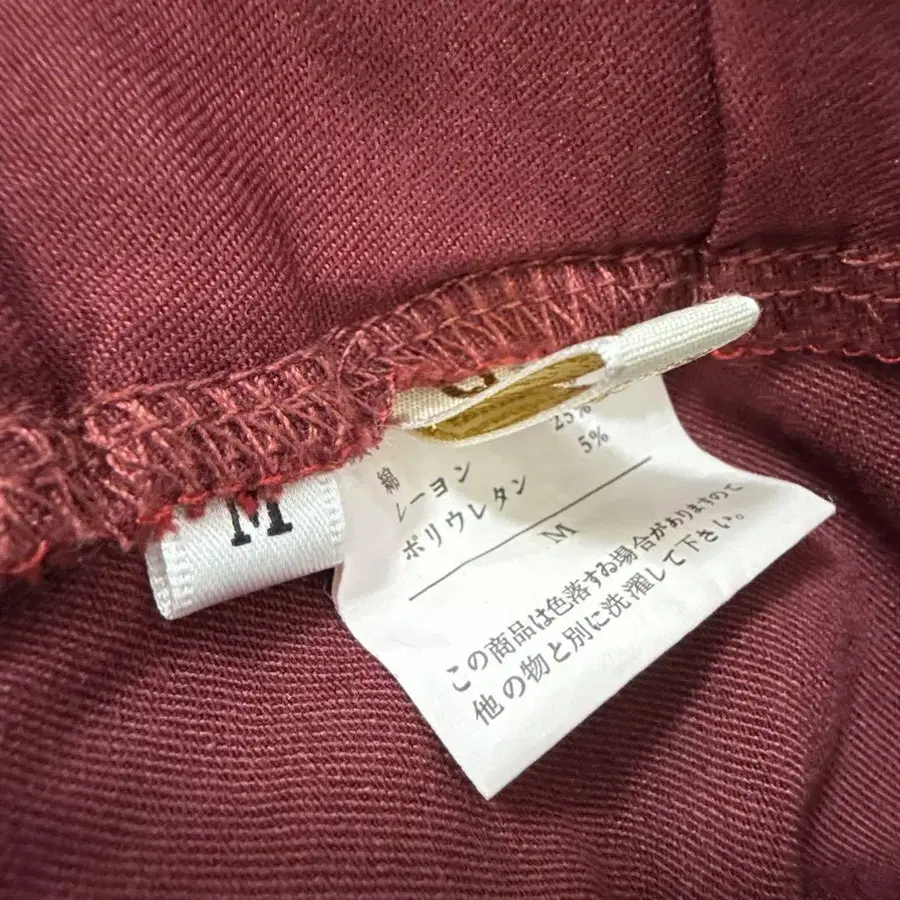 M
綿
レーヨン 25%
ポリウレタン 5%
M
この商品は色落すゐ場合がありますので
他の物と別に洗濯して下さい。